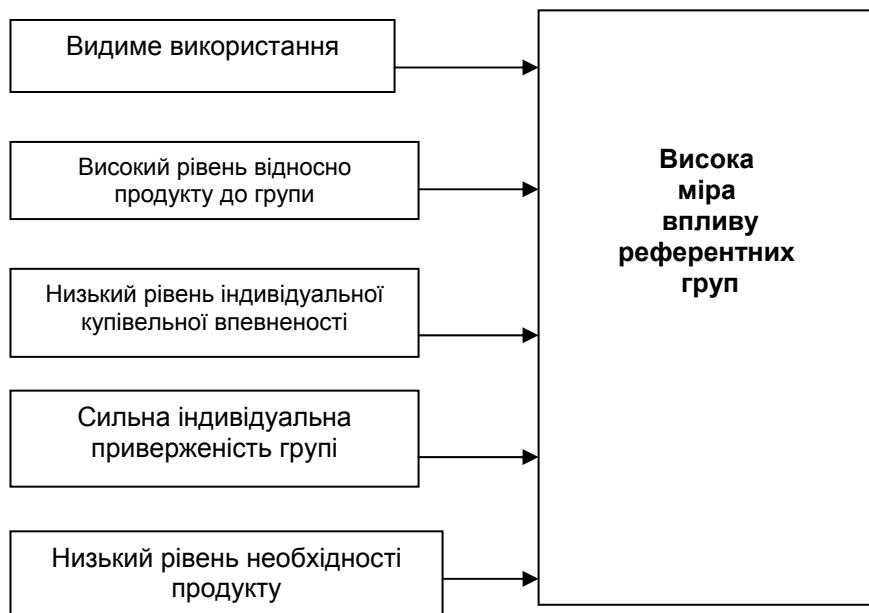 Видиме використання
Високий рівень відносно
продукту до групи
Низький рівень індивідуальної
купівельної впевненості
Сильна індивідуальна
приверженість групі
Низький рівень необхідності
продукту
Висока
міра
впливу
референтних
груп